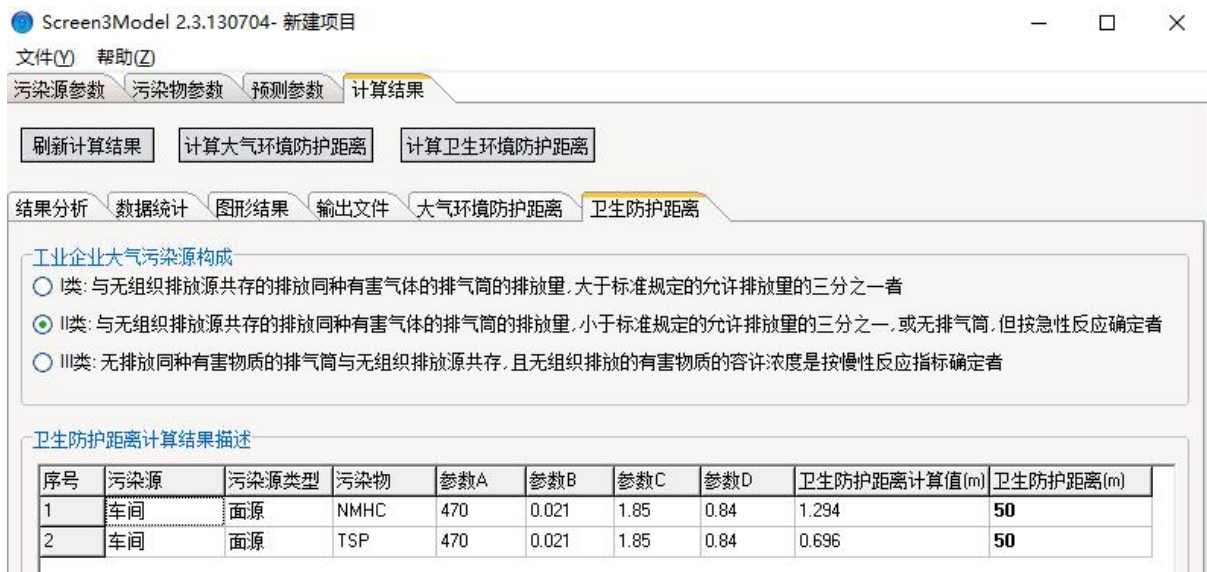 Screen3Model 2.3.130704- 新建项目
文件(Y) 帮助(Z)
污染源参数 污染物参数 预测参数 计算结果
刷新计算结果 计算大气环境防护距离 计算卫生环境防护距离
结果分析 数据统计 图形结果 输出文件 大气环境防护距离 卫生防护距离
工业企业大气污染源构成
I类: 与无组织排放源共存的排放同种有害气体的排气筒的排放量,大于标准规定的允许排放量的三分之一者
II类: 与无组织排放源共存的排放同种有害气体的排气筒的排放量,小于标准规定的允许排放量的三分之一,或无排气筒,但按急性反应确定者
III类: 无排放同种有害物质的排气筒与无组织排放源共存,且无组织排放的有害物质的容许浓度是按慢性反应指标确定者
卫生防护距离计算结果描述
序号 污染源 污染源类型 污染物 参数A 参数B 参数C 参数D 卫生防护距离计算值(m) 卫生防护距离(m)
1 车间 面源 NMHC 470 0.021 1.85 0.84 1.294 50
2 车间 面源 TSP 470 0.021 1.85 0.84 0.696 50